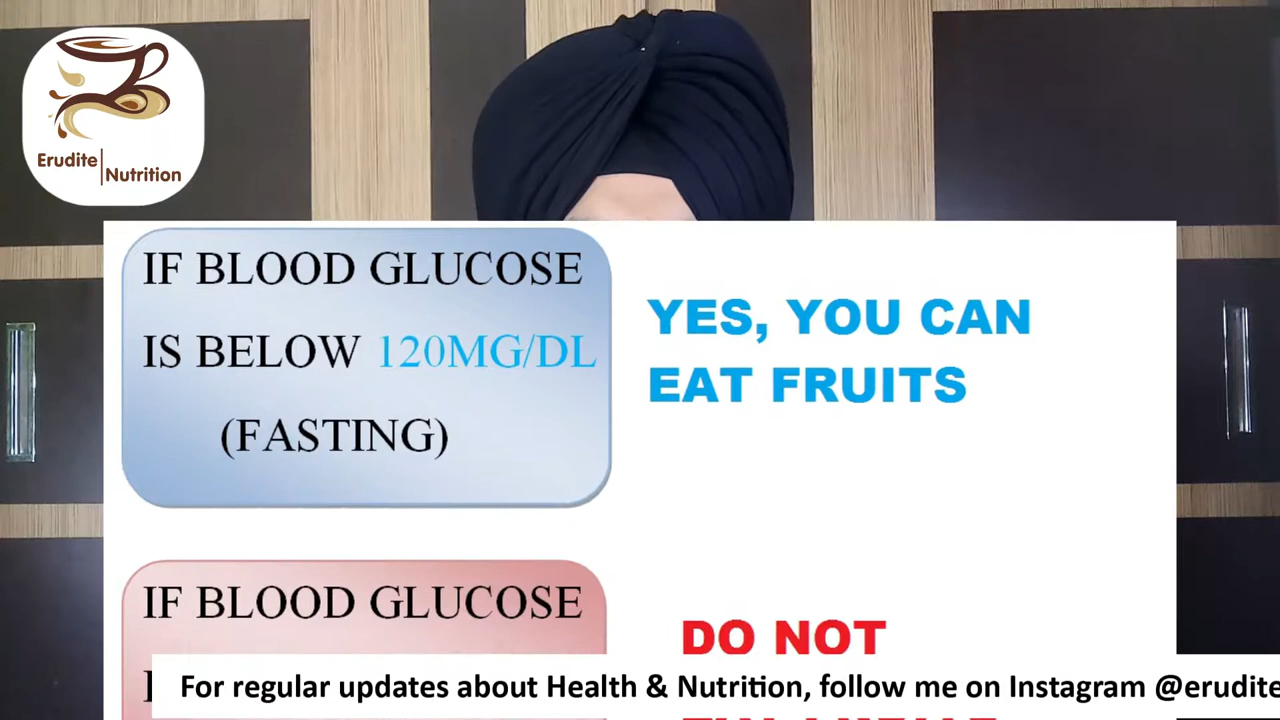 Erudite Nutrition
IF BLOOD GLUCOSE
IS BELOW 120MG/DL
(FASTING)
YES, YOU CAN
EAT FRUITS
IF BLOOD GLUCOSE
DO NOT
For regular updates about Health & Nutrition, follow me on Instagram @erudite